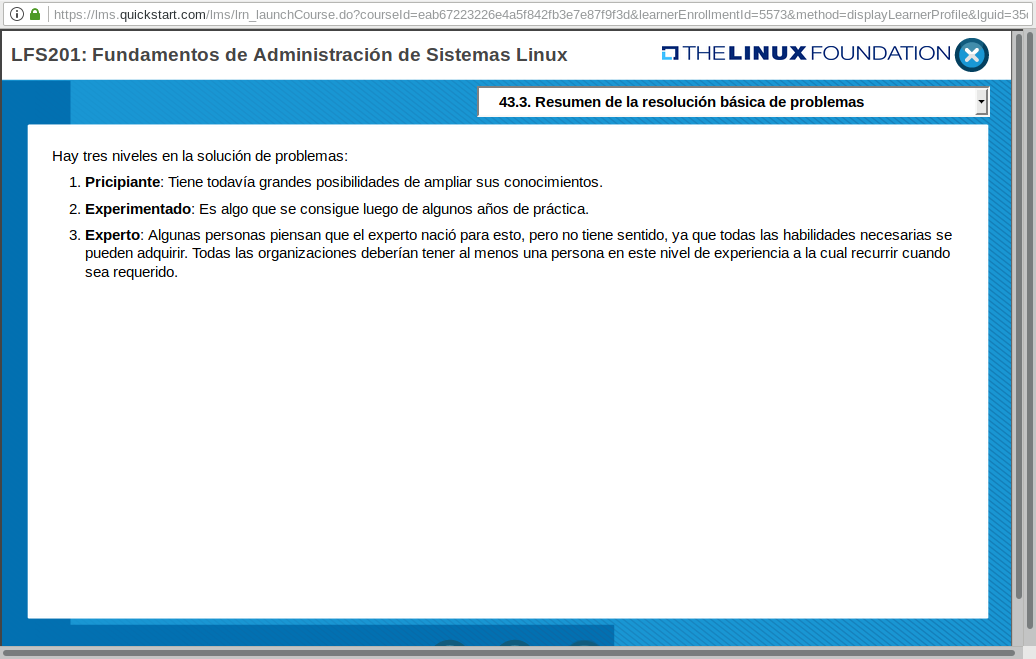 https://lms.quickstart.com/lms/lrn_launchCourse.do?courseId=eab67223226e4a5f842fb3e7e87f9f3d&learnerEnrollmentId=5573&method=displayLearnerProfile&lguid=35
LFS201: Fundamentos de Administración de Sistemas Linux
THE LINUX FOUNDATION
43.3. Resumen de la resolución básica de problemas
Hay tres niveles en la solución de problemas:
1. Pricipiante: Tiene todavía grandes posibilidades de ampliar sus conocimientos.
2. Experimentado: Es algo que se consigue luego de algunos años de práctica.
3. Experto: Algunas personas piensan que el experto nació para esto, pero no tiene sentido, ya que todas las habilidades necesarias se
pueden adquirir. Todas las organizaciones deberían tener al menos una persona en este nivel de experiencia a la cual recurrir cuando
sea requerido.